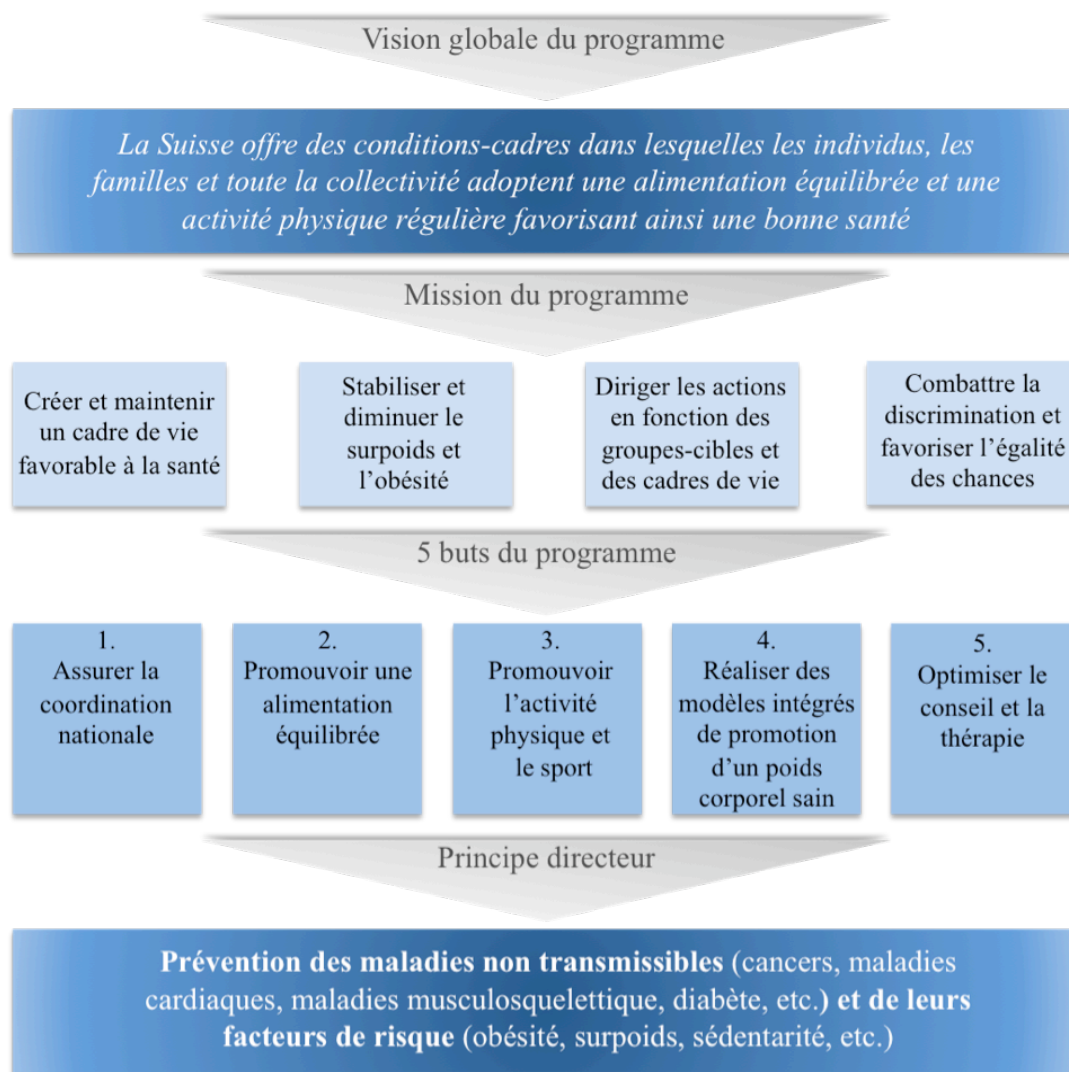 Vision globale du programme
La Suisse offre des conditions-cadres dans lesquelles les individus, les
familles et toute la collectivité adoptent une alimentation équilibrée et une
activité physique régulière favorisant ainsi une bonne santé
Mission du programme
Créer et maintenir
un cadre de vie
favorable à la santé
Stabiliser et
diminuer le
surpoids et
l’obésité
Diriger les actions
en fonction des
groupes-cibles et
des cadres de vie
Combattre la
discrimination et
favoriser l’égalité
des chances
5 buts du programme
1.
Assurer la
coordination
nationale
2.
Promouvoir une
alimentation
équilibrée
3.
Promouvoir
l’activité
physique et
le sport
4.
Réaliser des
modèles intégrés
de promotion
d’un poids
corporel sain
5.
Optimiser le
conseil et la
thérapie
Principe directeur
Prévention des maladies non transmissibles (cancers, maladies
cardiaques, maladies musculosquelettique, diabète, etc.) et de leurs
facteurs de risque (obésité, surpoids, sédentarité, etc.)